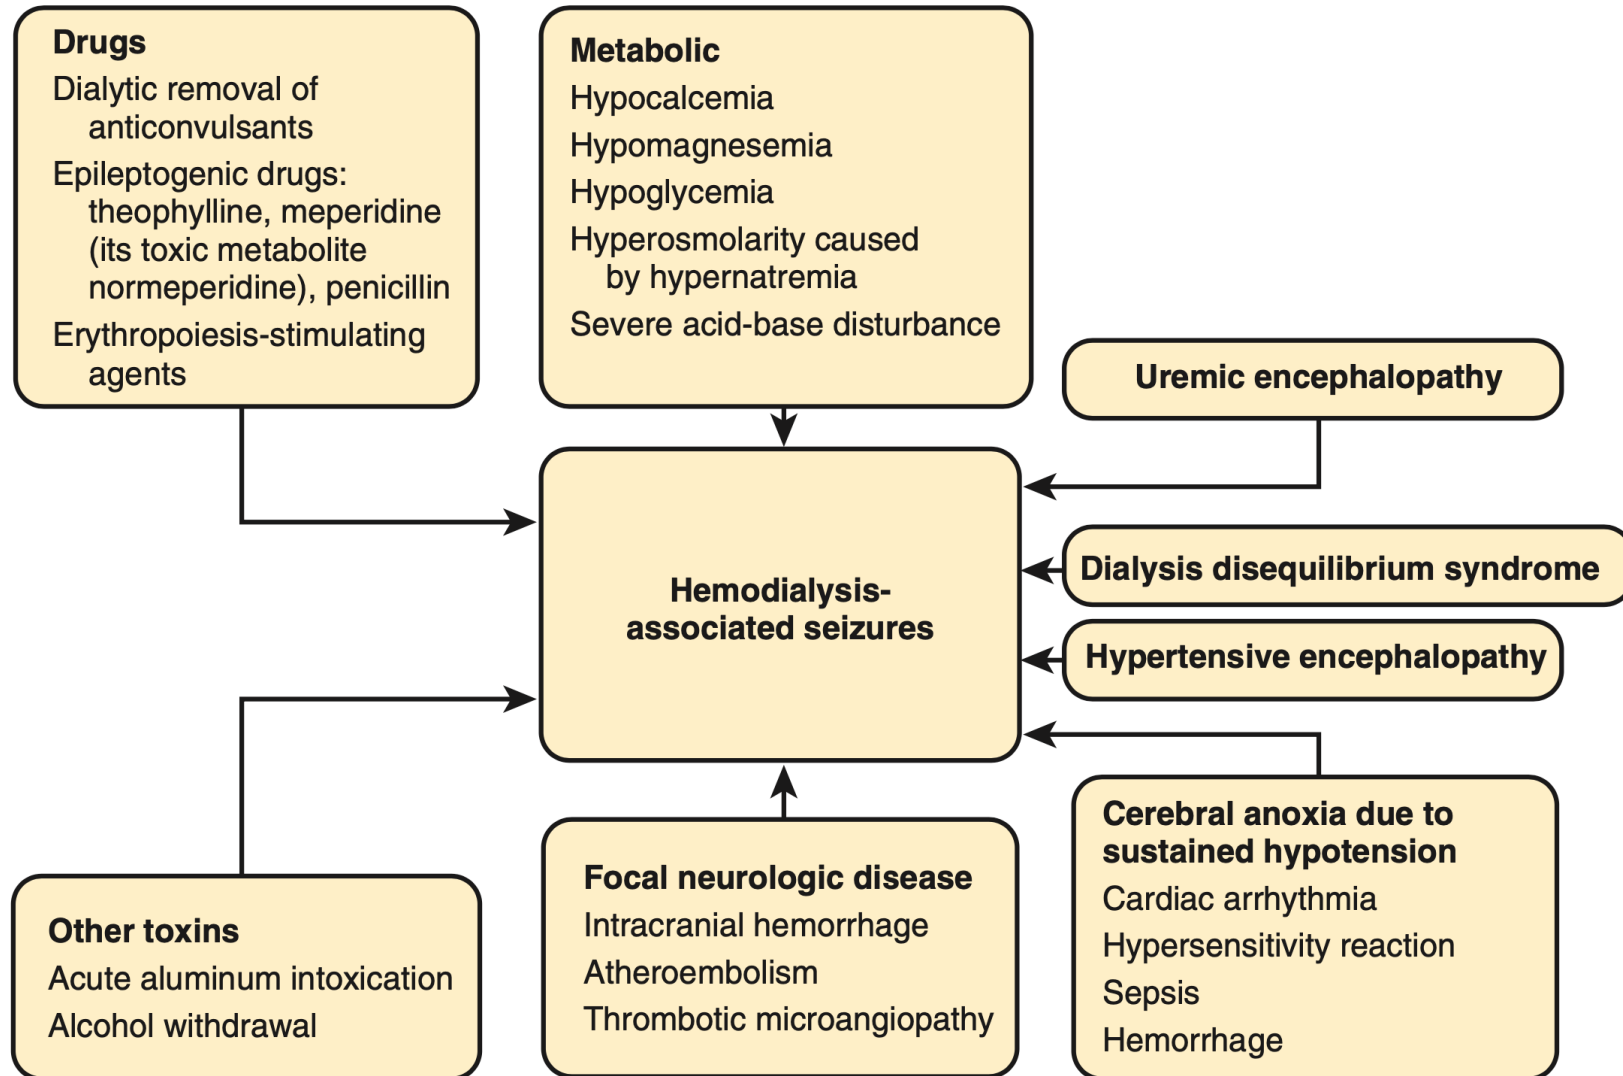 Drugs
Dialytic removal of
anticonvulsants
Epileptogenic drugs:
theophylline, meperidine
(its toxic metabolite
normeperidine), penicillin
Erythropoiesis-stimulating
agents
Metabolic
Hypocalcemia
Hypomagnesemia
Hypoglycemia
Hyperosmolarity caused
by hypernatremia
Severe acid-base disturbance
Uremic encephalopathy
Dialysis disequilibrium syndrome
Hypertensive encephalopathy
Hemodialysis-
associated seizures
Other toxins
Acute aluminum intoxication
Alcohol withdrawal
Focal neurologic disease
Intracranial hemorrhage
Atheroembolism
Thrombotic microangiopathy
Cerebral anoxia due to
sustained hypotension
Cardiac arrhythmia
Hypersensitivity reaction
Sepsis
Hemorrhage